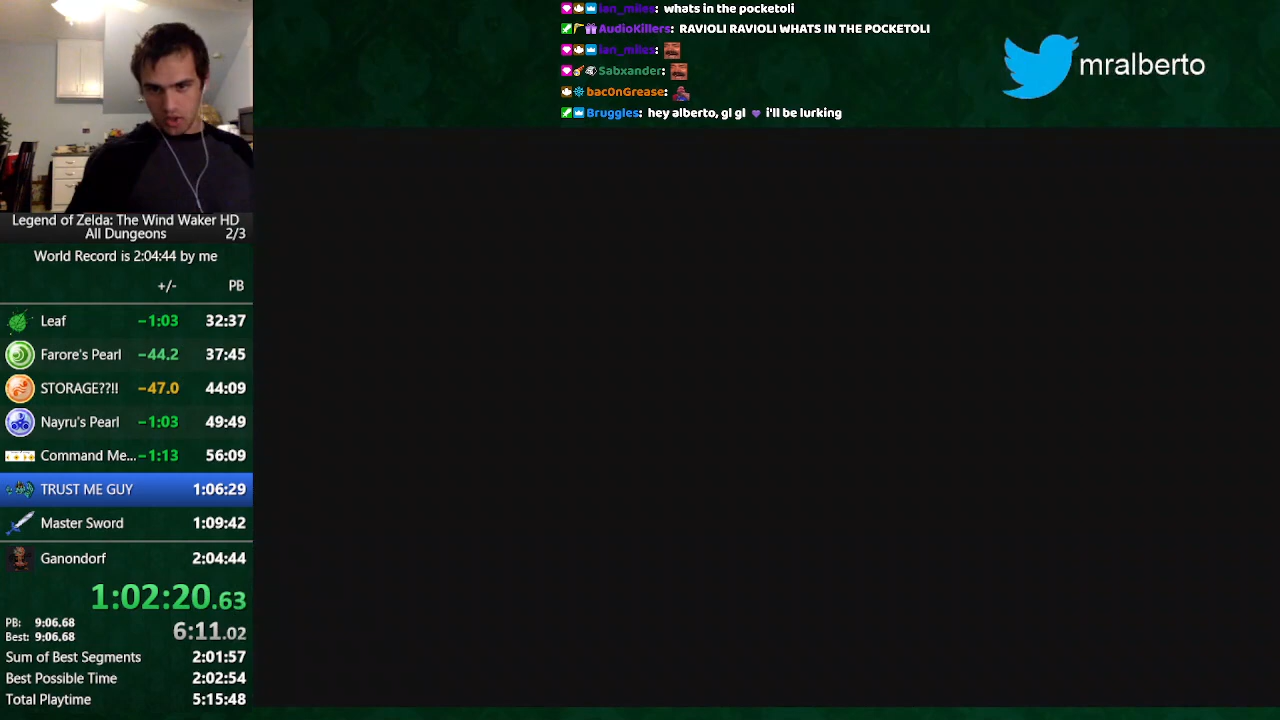 Ian_miles: whats in the pocketoli
AudioKillers: RAVIOLI RAVIOLI WHATS IN THE POCKETOLI
Ian_miles:
Sabxander:
bac0nGrease:
Bruggles: hey alberto, gl gl i'll be lurking
mralberto
Legend of Zelda: The Wind Waker HD
All Dungeons 2/3
World Record is 2:04:44 by me
+/- PB
Leaf −1:03 32:37
Farore's Pearl −44.2 37:45
STORAGE??!! −47.0 44:09
Nayru's Pearl −1:03 49:49
Command Me... −1:13 56:09
TRUST ME GUY 1:06:29
Master Sword 1:09:42
Ganondorf 2:04:44
1:02:20.63
PB: 9:06.68
Best: 9:06.68
6:11.02
Sum of Best Segments 2:01:57
Best Possible Time 2:02:54
Total Playtime 5:15:48